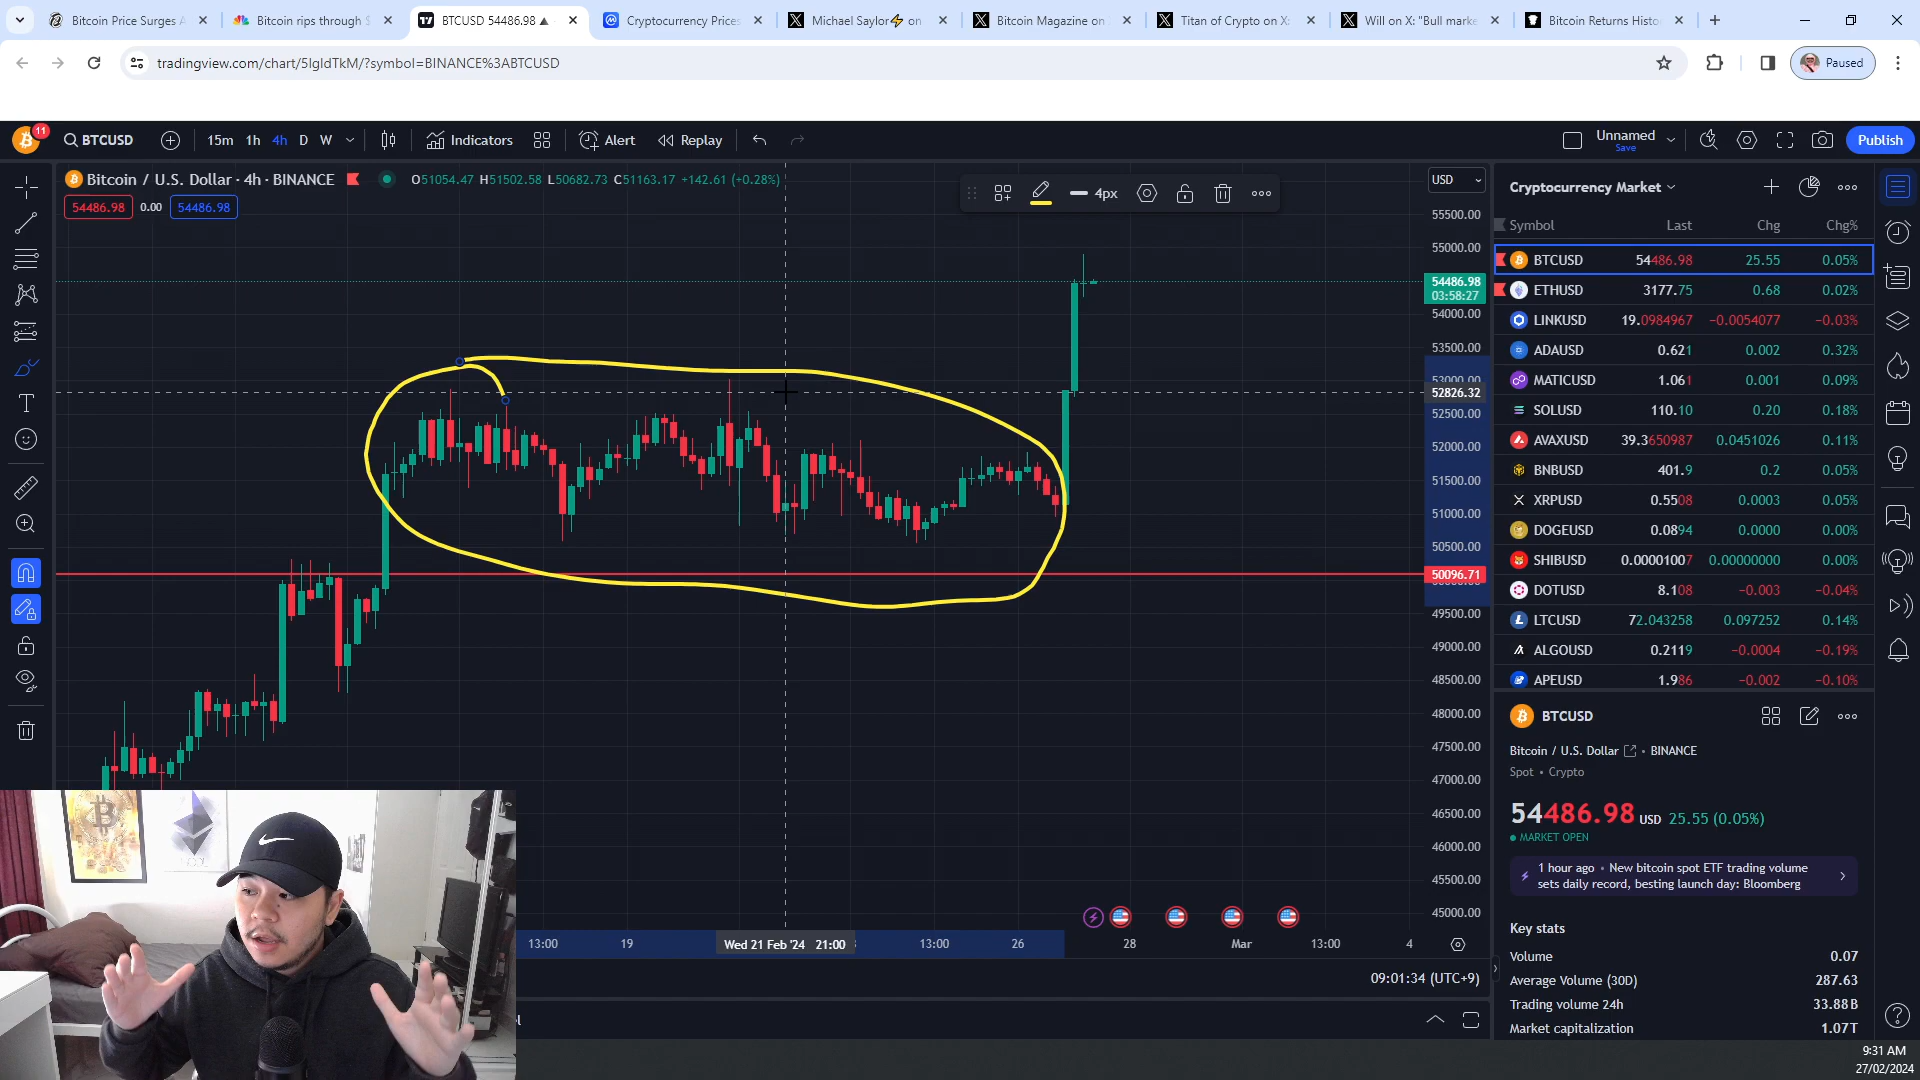 Bitcoin Price Surges A
Bitcoin rips through $
BTCUSD 54486.98 ▲
Cryptocurrency Prices
Michael Saylor⚡ on
Bitcoin Magazine on
Titan of Crypto on X:
Will on X: "Bull marke
Bitcoin Returns Histo
tradingview.com/chart/5IgIdTkM/?symbol=BINANCE%3ABTCUSD
Paused
11
BTCUSD
15m 1h 4h D W
Indicators
Alert
Replay
Unnamed
Save
Publish
Bitcoin / U.S. Dollar · 4h · BINANCE
O51054.47 H51502.58 L50682.73 C51163.17 +142.61 (+0.28%)
54486.98 0.00 54486.98
4px
USD
55500.00
55000.00
54486.98
03:58:27
54000.00
53500.00
53000.00
52826.32
52500.00
52000.00
51500.00
51000.00
50500.00
50096.71
49500.00
49000.00
48500.00
48000.00
47500.00
47000.00
46500.00
46000.00
45500.00
45000.00
13:00 19 Wed 21 Feb '24 21:00 13:00 26 28 Mar 13:00 4
09:01:34 (UTC+9)
Cryptocurrency Market
Symbol Last Chg Chg%
BTCUSD 54486.98 25.55 0.05%
ETHUSD 3177.75 0.68 0.02%
LINKUSD 19.0984967 −0.0054077 −0.03%
ADAUSD 0.621 0.002 0.32%
MATICUSD 1.061 0.001 0.09%
SOLUSD 110.10 0.20 0.18%
AVAXUSD 39.3650987 0.0451026 0.11%
BNBUSD 401.9 0.2 0.05%
XRPUSD 0.5508 0.0003 0.05%
DOGEUSD 0.0894 0.0000 0.00%
SHIBUSD 0.00001007 0.00000000 0.00%
DOTUSD 8.108 −0.003 −0.04%
LTCUSD 72.043258 0.097252 0.14%
ALGOUSD 0.2119 −0.0004 −0.19%
APEUSD 1.986 −0.002 −0.10%
BTCUSD
Bitcoin / U.S. Dollar • BINANCE
Spot • Crypto
54486.98 USD 25.55 (0.05%)
MARKET OPEN
1 hour ago • New bitcoin spot ETF trading volume
sets daily record, besting launch day: Bloomberg
Key stats
Volume 0.07
Average Volume (30D) 287.63
Trading volume 24h 33.88B
Market capitalization 1.07T
9:31 AM
27/02/2024